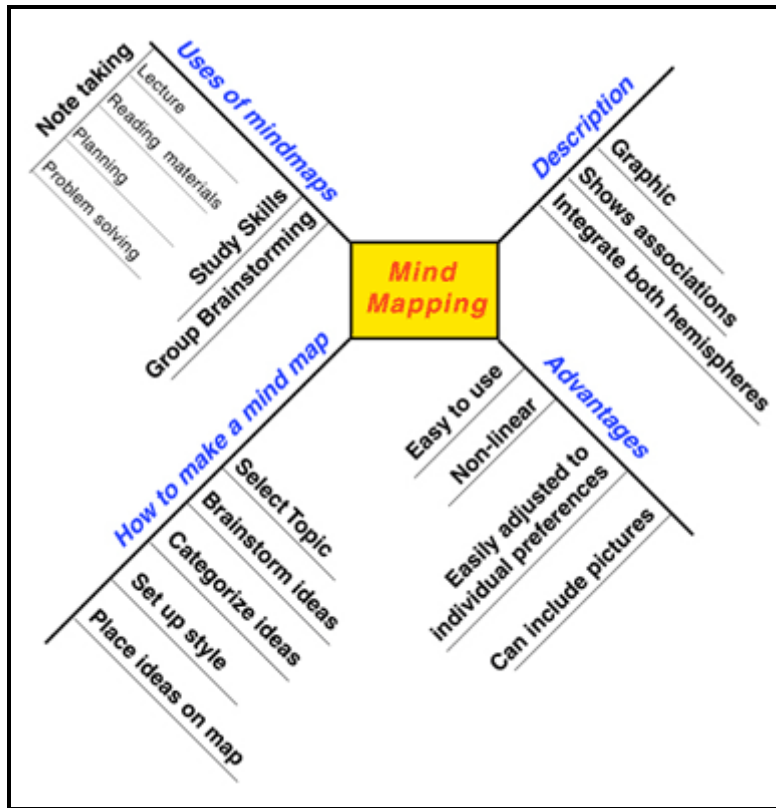 Mind
Mapping
Uses of mindmaps
Note taking
Lecture
Reading materials
Planning
Problem solving
Study Skills
Group Brainstorming
Description
Graphic
Shows associations
Integrate both hemispheres
How to make a mind map
Select Topic
Brainstorm ideas
Categorize ideas
Set up style
Place ideas on map
Advantages
Easy to use
Non-linear
Easily adjusted to
individual preferences
Can include pictures